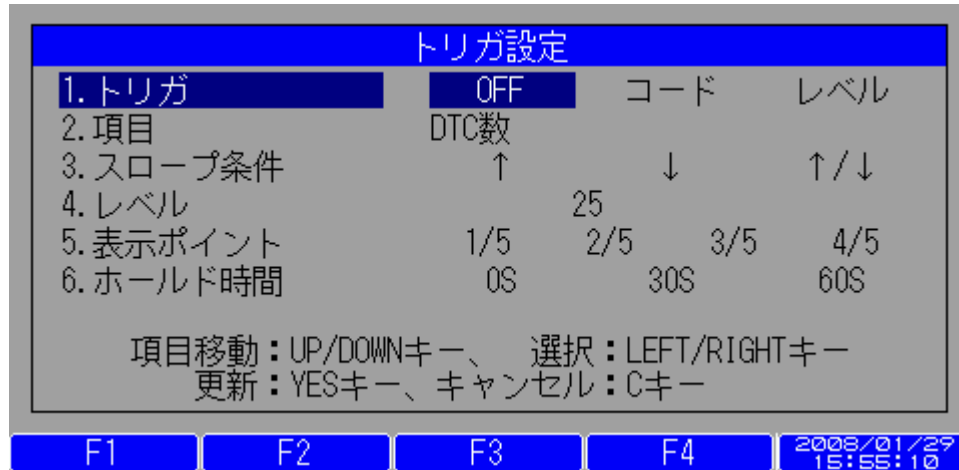 トリガ設定
1.トリガ OFF コード レベル
2.項目 DTC数
3.スロープ条件 ↑ ↓ ↑/↓
4.レベル 25
5.表示ポイント 1/5 2/5 3/5 4/5
6.ホールド時間 0S 30S 60S
項目移動：UP/DOWNキー、 選択：LEFT/RIGHTキー
更新：YESキー、キャンセル：Cキー
F1 F2 F3 F4 2008/01/29
15:55:10